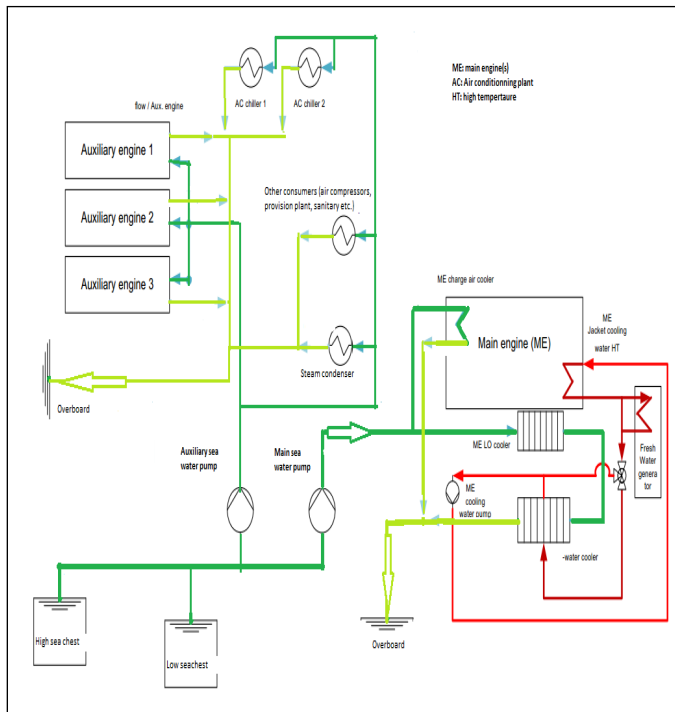 ME: main engine(s)
AC: Air conditionning plant
HT: high tempertaure
AC chiller 1
AC chiller 2
flow / Aux. engine
Auxiliary engine 1
Auxiliary engine 2
Auxiliary engine 3
Other consumers (air compressors,
provision plant, sanitary etc.)
Steam condenser
Overboard
ME charge air cooler
Main engine (ME)
ME
Jacket cooling
water HT
ME LO cooler
Fresh
Water
genera
tor
Auxiliary sea
water pump
Main sea
water pump
ME
cooling
water pump
-water cooler
Overboard
High sea chest
Low seachest